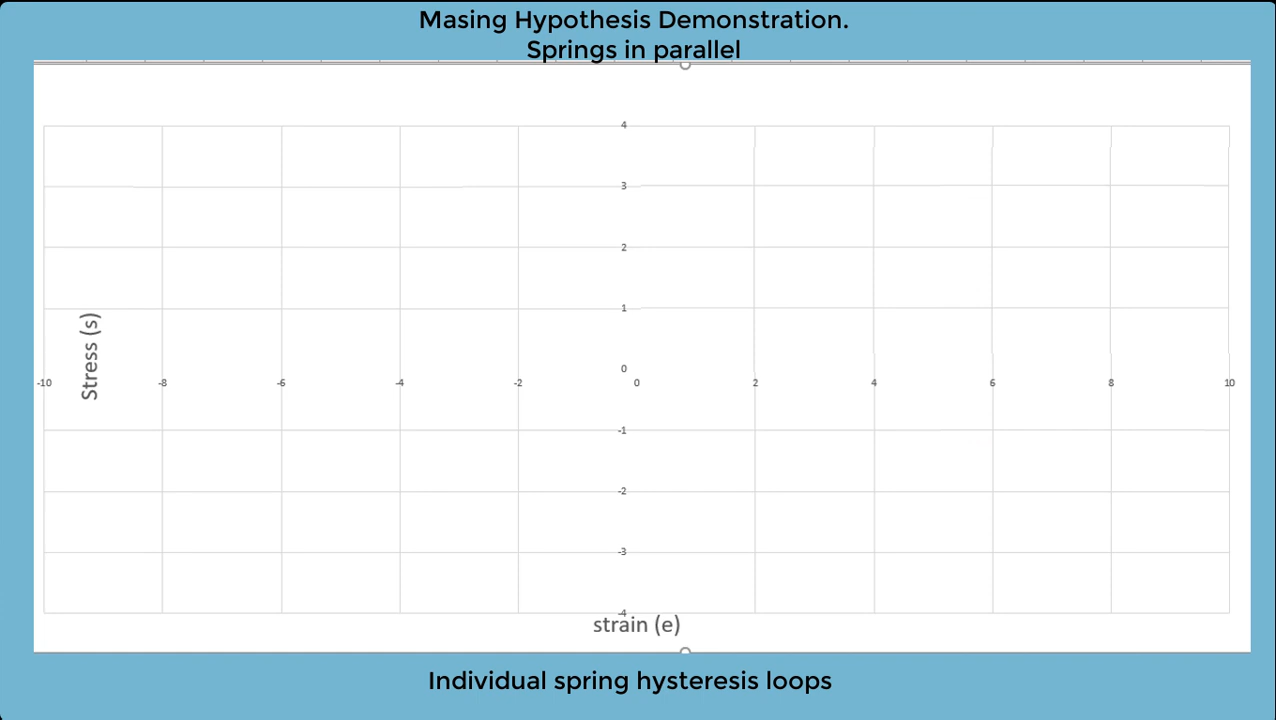 Masing Hypothesis Demonstration.
Springs in parallel
4
3
2
1
0
-10 -8 -6 -4 -2 0 2 4 6 8 10
-1
-2
-3
-4
Stress (s)
strain (e)
Individual spring hysteresis loops